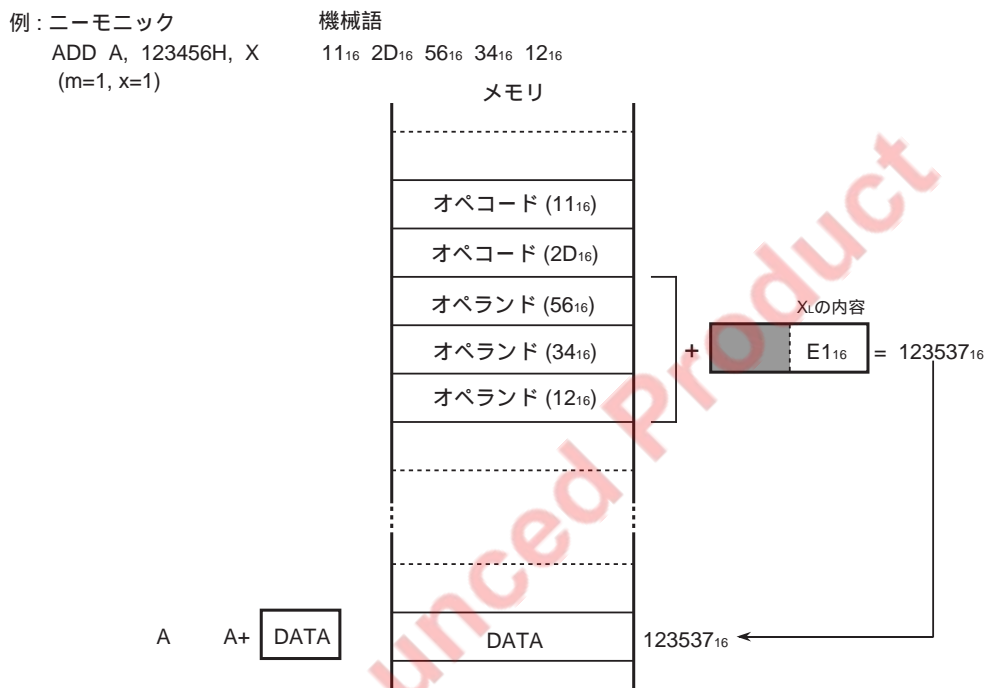 例 : ニーモニック 機械語
ADD A, 123456H, X 11₁₆ 2D₁₆ 56₁₆ 34₁₆ 12₁₆
(m=1, x=1)
メモリ
オペコード (11₁₆)
オペコード (2D₁₆)
オペランド (56₁₆)
XLの内容
オペランド (34₁₆) + E1₁₆ = 123537₁₆
オペランド (12₁₆)
A A+ DATA DATA 123537₁₆
unced Product